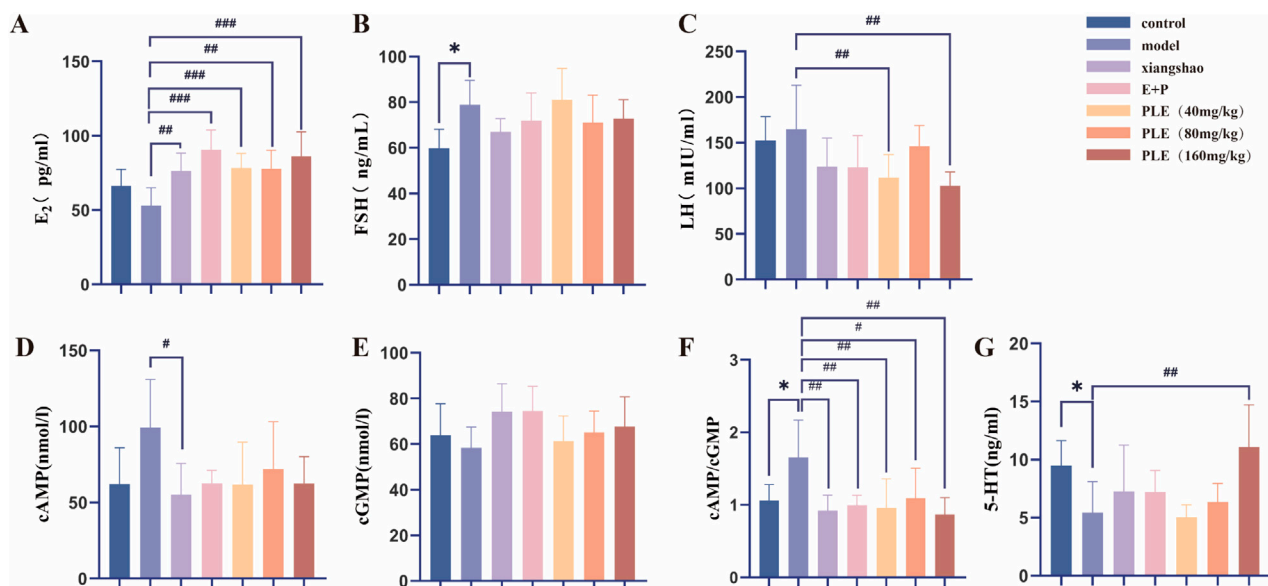 A
E₂( pg/ml)
150
100
50
0
##
###
###
##
###
B
FSH( ng/mL)
100
80
60
40
20
0
*
C
LH( mIU/ml)
250
200
150
100
50
0
##
##
control
model
xiangshao
E+P
PLE（40mg/kg）
PLE（80mg/kg）
PLE（160mg/kg）
D
cAMP(nmol/l)
150
100
50
0
#
E
cGMP(nmol/l)
100
80
60
40
20
0
F
cAMP/cGMP
3
2
1
0
*
##
##
##
#
##
G
5-HT(ng/ml)
20
15
10
5
0
*
##